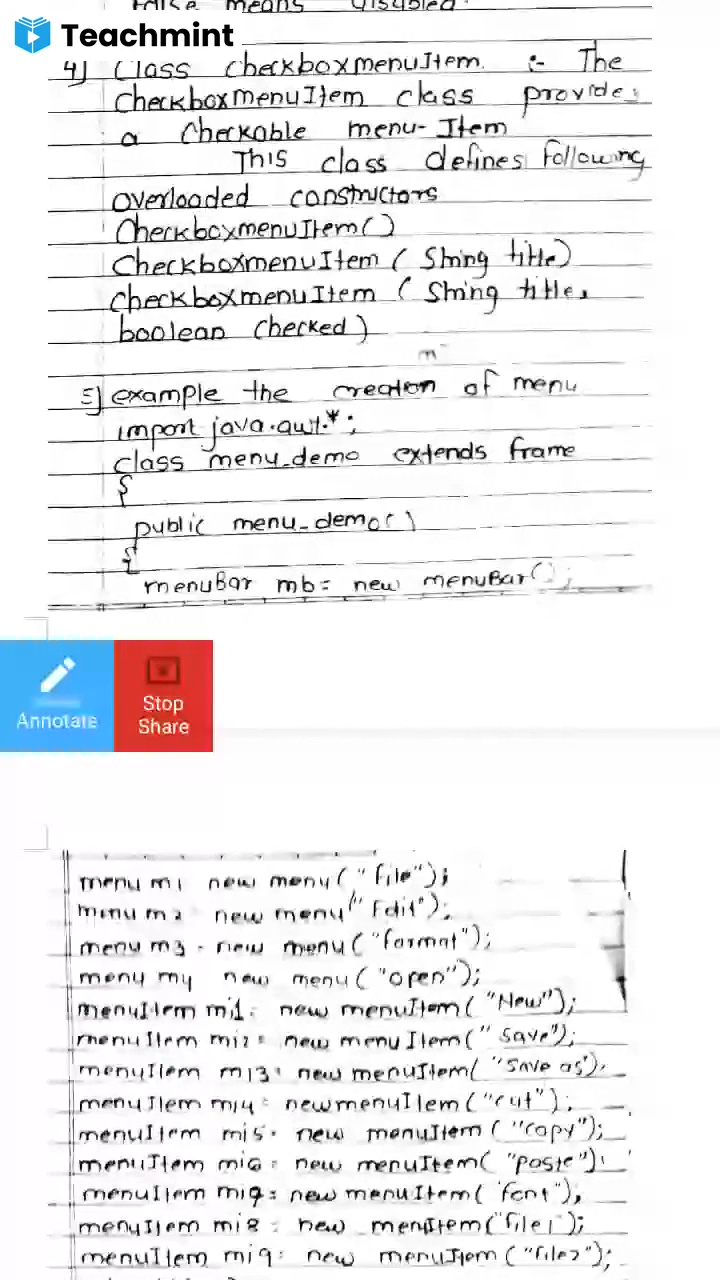 false means disabled.
Teachmint
4) Class CheckboxmenuItem :- The
CheckboxmenuItem class provides
a Checkable menu-Item
This class defines following
overloaded constructors
CheckboxmenuItem()
CheckboxmenuItem ( String title)
CheckboxmenuItem ( String title,
boolean checked)
5) example the creation of menu
import java.awt.*;
class menu_demo extends frame
{
public menu_demo()
{
menuBar mb= new menuBar();
Annotate
Stop
Share
menu m1 new menu( "file");
menu m2 new menu(" Edit");
menu m3 - new menu("format");
menu m4 new menu( "open");
menuItem mi1: new menuItem( "New");
menuItem mi2= new menuItem(" save");
menuItem mi3= new menuItem( "Save as");
menuItem mi4= newmenuItem("cut");
menuItem mi5= new menuItem ( "copy");
menuItem mi6= new menuItem( "paste");
menuItem mi7= new menuItem( "font");
menuItem mi8= new menItem("file1);
menuItem mi9= new menuItem ("file2");